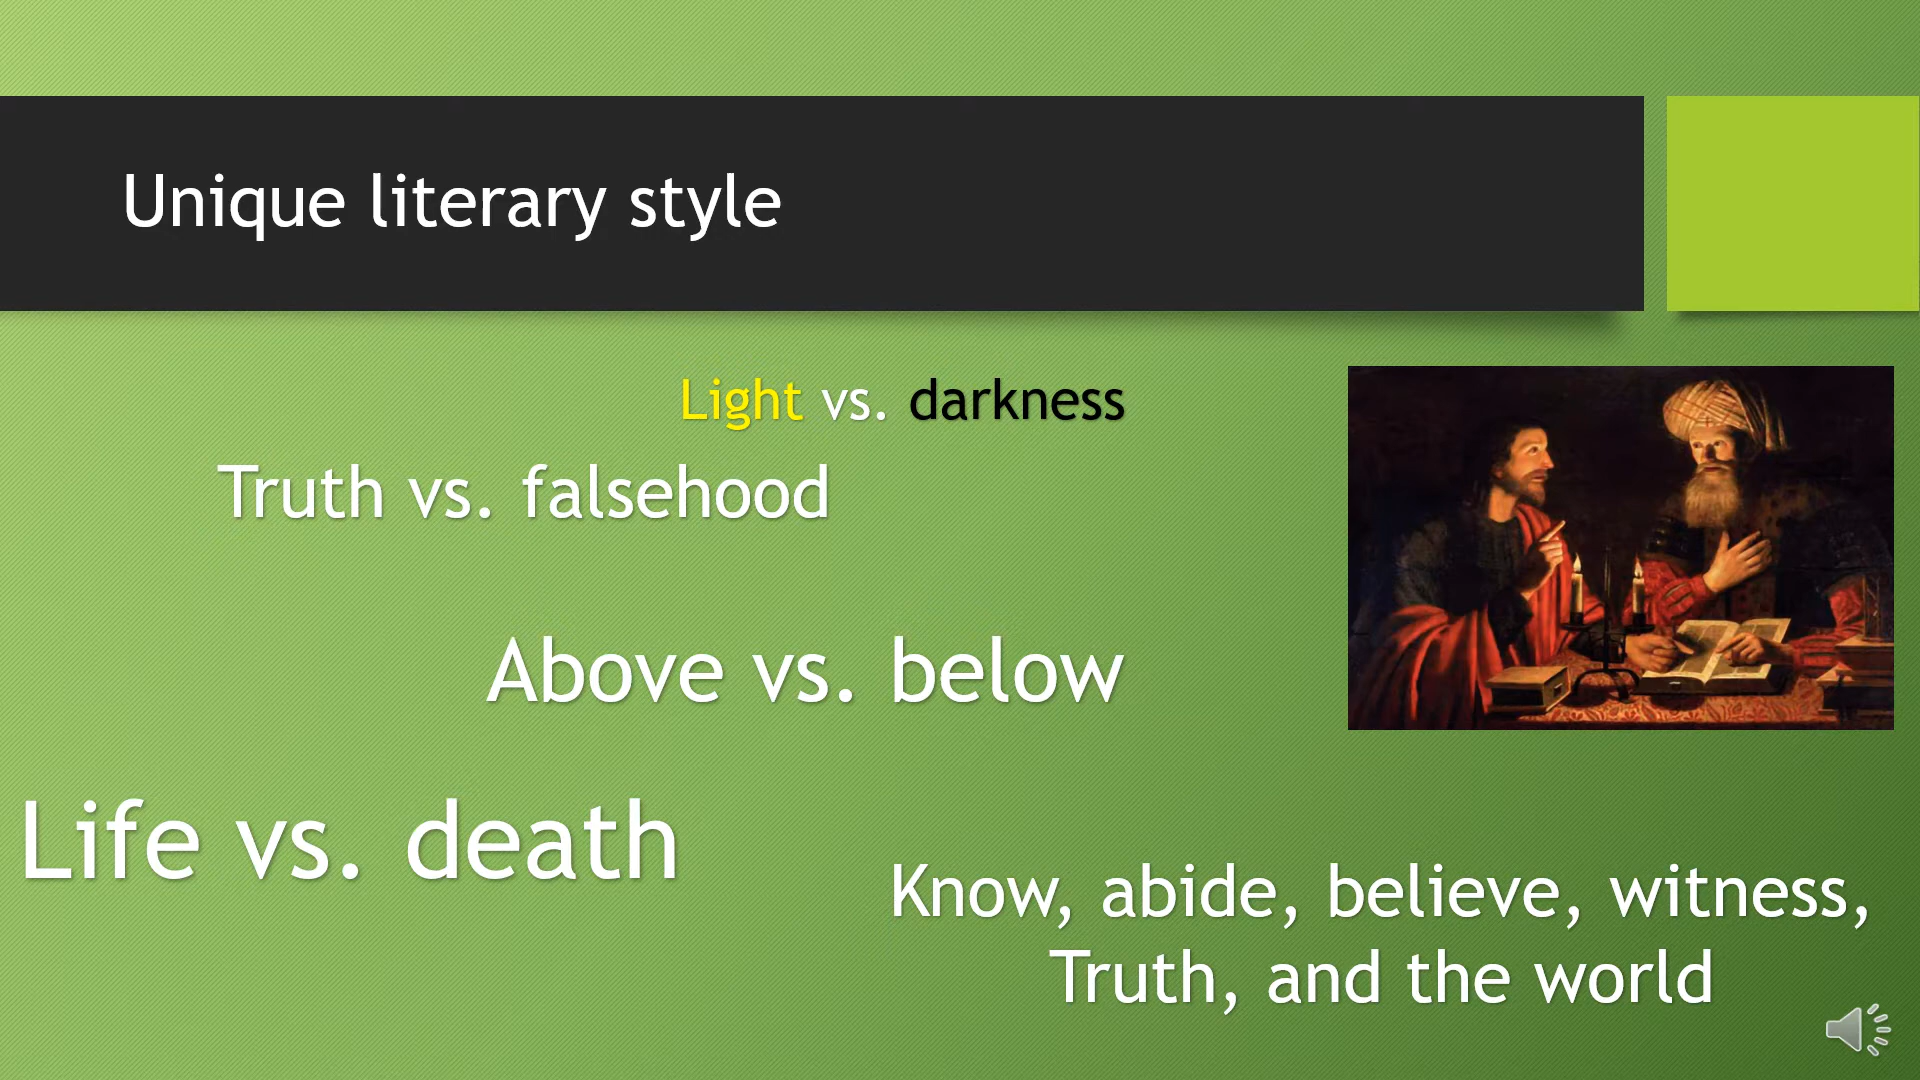 Unique literary style
Light vs. darkness
Truth vs. falsehood
Above vs. below
Life vs. death
Know, abide, believe, witness,
Truth, and the world